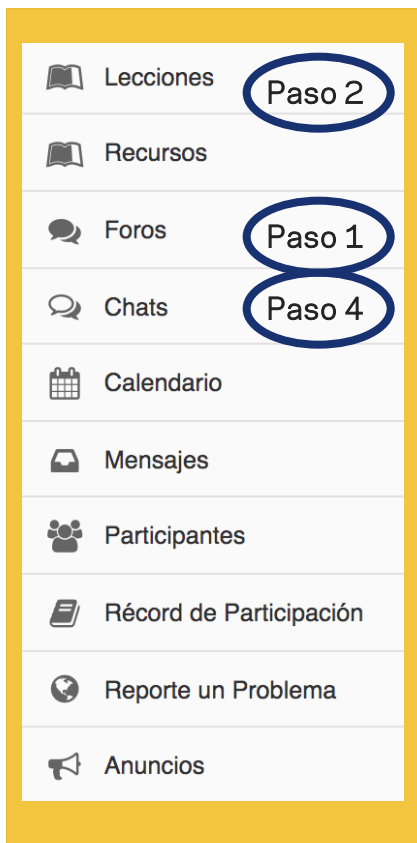 Lecciones
Paso 2
Recursos
Foros
Paso 1
Chats
Paso 4
Calendario
Mensajes
Participantes
Récord de Participación
Reporte un Problema
Anuncios